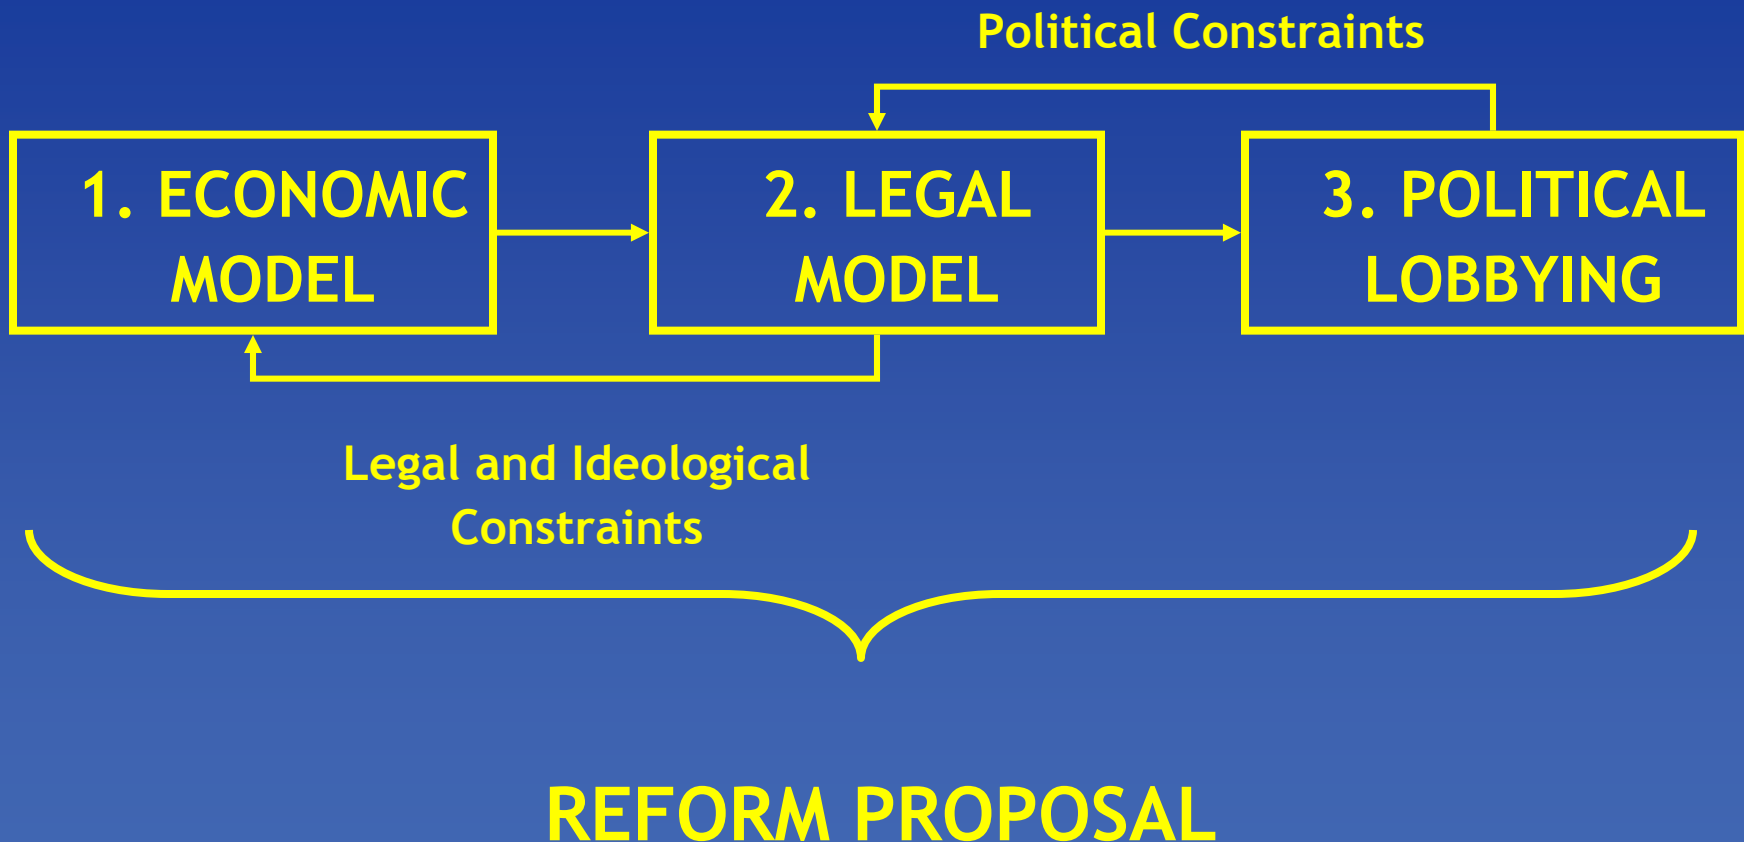 Political Constraints
1. ECONOMIC
MODEL
2. LEGAL
MODEL
3. POLITICAL
LOBBYING
Legal and Ideological
Constraints
REFORM PROPOSAL